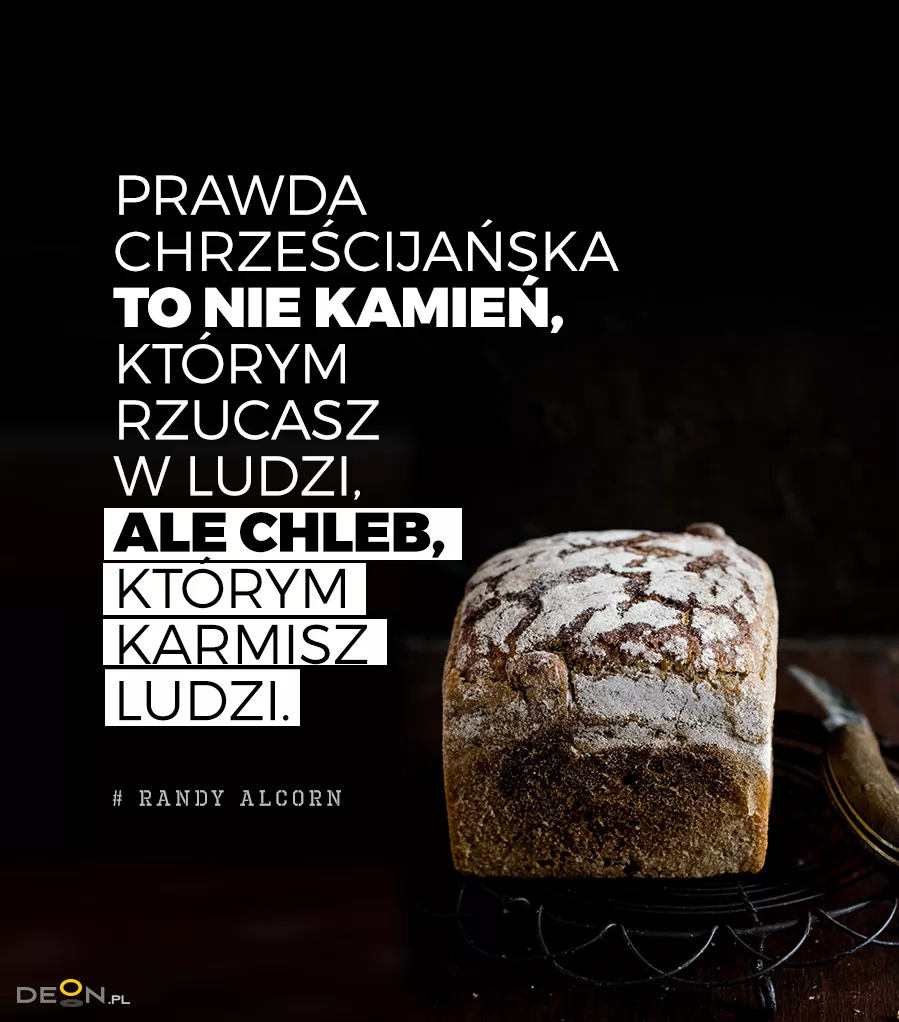 PRAWDA
CHRZEŚCIJAŃSKA
TO NIE KAMIEŃ,
KTÓRYM
RZUCASZ
W LUDZI,
ALE CHLEB,
KTÓRYM
KARMISZ
LUDZI.
# RANDY ALCORN
DEON.PL